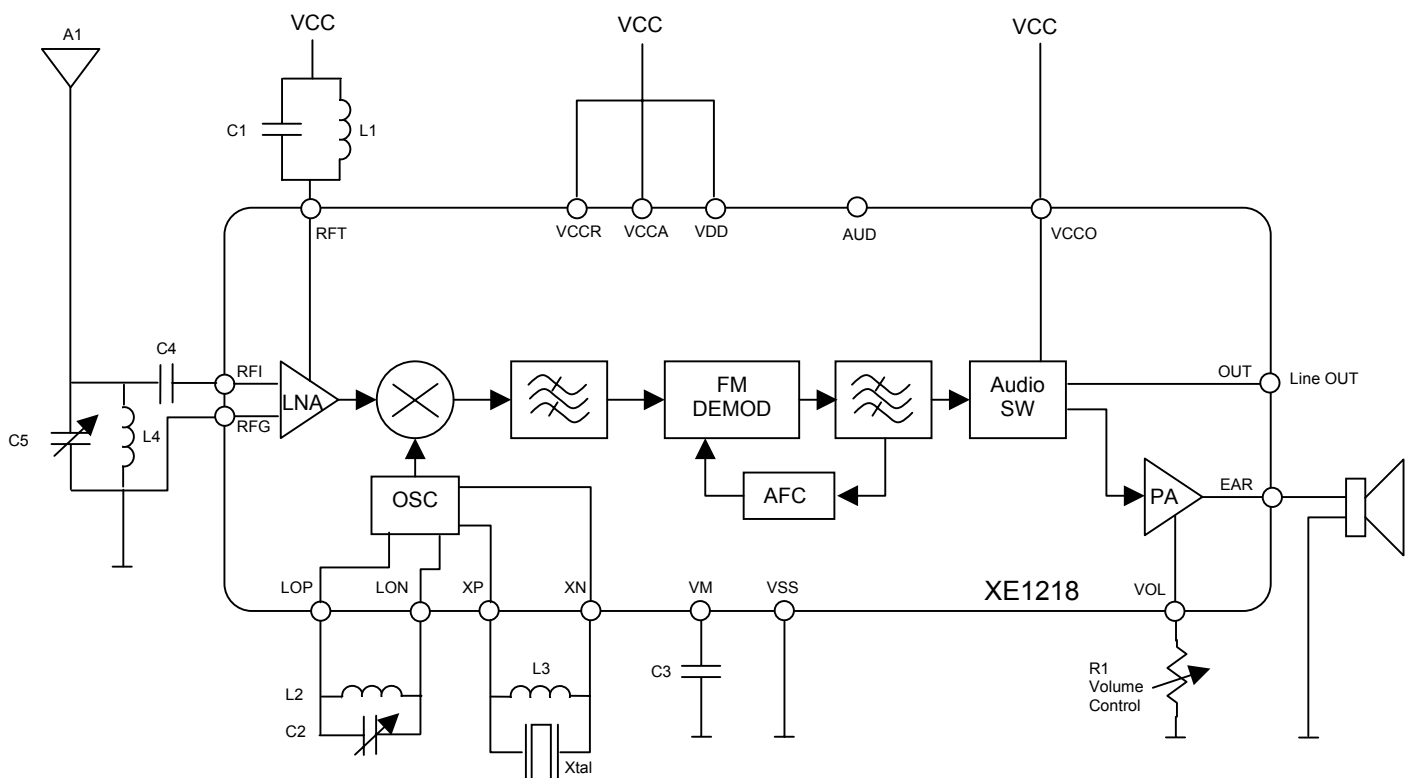 VCC
VCC
VCC
A1
C1
L1
RFT
VCCR
VCCA
VDD
AUD
VCCO
C4
RFI
LNA
RFG
C5
L4
FM
DEMOD
Audio
SW
OUT
Line OUT
OSC
AFC
PA
EAR
LOP
LON
XP
XN
VM
VSS
XE1218
VOL
L2
C2
L3
Xtal
C3
R1
Volume
Control